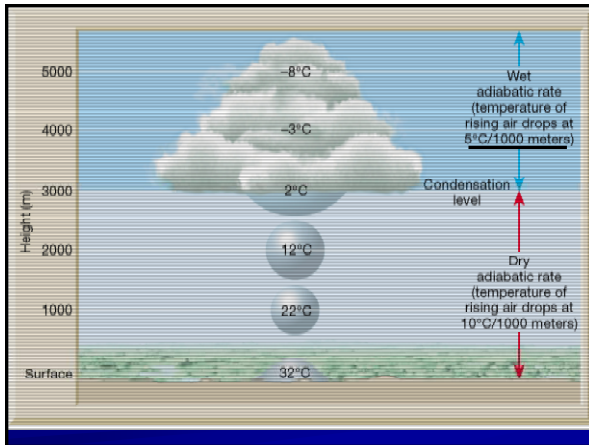 5000
4000
3000
2000
1000
Surface
Height (m)
–8°C
–3°C
2°C
12°C
22°C
32°C
Wet
adiabatic rate
(temperature of
rising air drops at
5°C/1000 meters)
Condensation
level
Dry
adiabatic rate
(temperature of
rising air drops at
10°C/1000 meters)